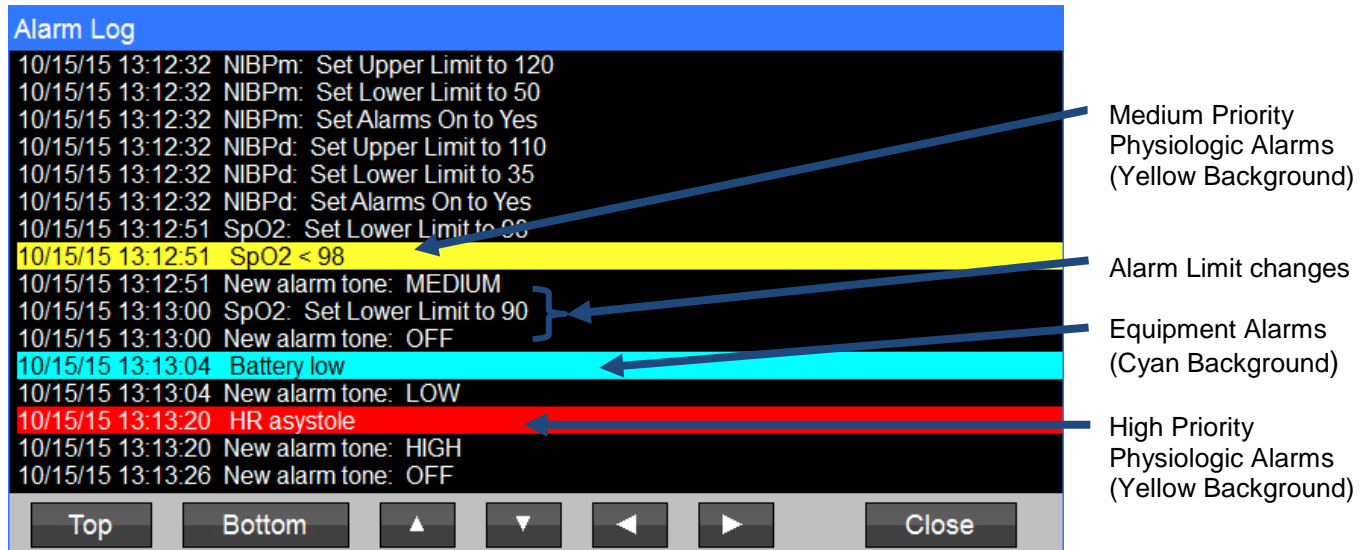 Alarm Log
10/15/15 13:12:32 NIBPm: Set Upper Limit to 120
10/15/15 13:12:32 NIBPm: Set Lower Limit to 50
10/15/15 13:12:32 NIBPm: Set Alarms On to Yes
10/15/15 13:12:32 NIBPd: Set Upper Limit to 110
10/15/15 13:12:32 NIBPd: Set Lower Limit to 35
10/15/15 13:12:32 NIBPd: Set Alarms On to Yes
10/15/15 13:12:51 SpO2: Set Lower Limit to 98
10/15/15 13:12:51 SpO2 < 98
10/15/15 13:12:51 New alarm tone: MEDIUM
10/15/15 13:13:00 SpO2: Set Lower Limit to 90
10/15/15 13:13:00 New alarm tone: OFF
10/15/15 13:13:04 Battery low
10/15/15 13:13:04 New alarm tone: LOW
10/15/15 13:13:20 HR asystole
10/15/15 13:13:20 New alarm tone: HIGH
10/15/15 13:13:26 New alarm tone: OFF
Top Bottom Close
Medium Priority
Physiologic Alarms
(Yellow Background)
Alarm Limit changes
Equipment Alarms
(Cyan Background)
High Priority
Physiologic Alarms
(Yellow Background)